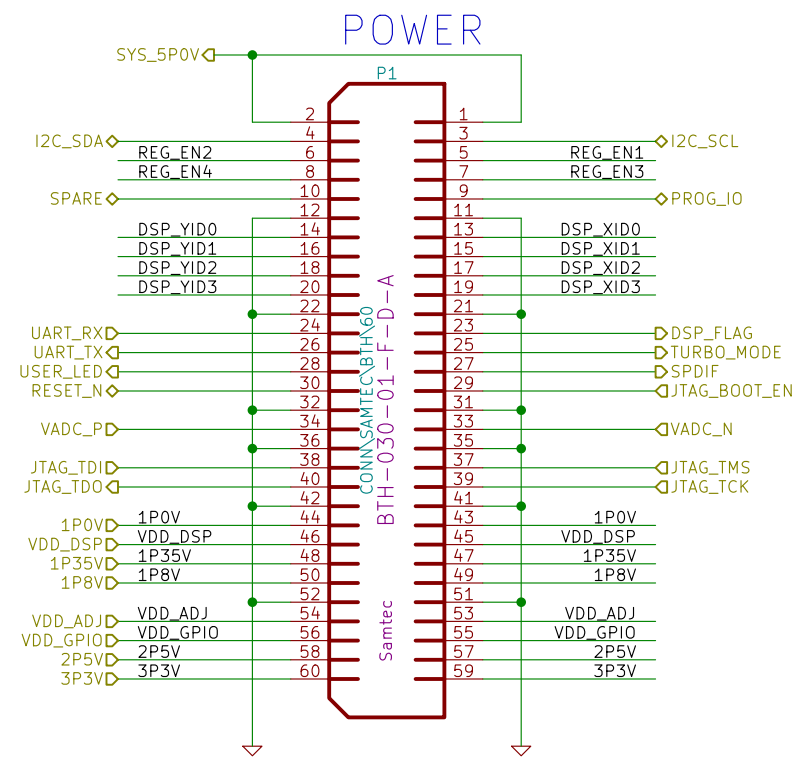 POWER
SYS_5P0V
P1
2 1
I2C_SDA 4 3 I2C_SCL
REG_EN2 6 5 REG_EN1
REG_EN4 8 7 REG_EN3
SPARE 10 9 PROG_IO
12 11
DSP_YID0 14 13 DSP_XID0
DSP_YID1 16 15 DSP_XID1
DSP_YID2 18 17 DSP_XID2
DSP_YID3 20 19 DSP_XID3
22 21
UART_RX 24 23 DSP_FLAG
UART_TX 26 25 TURBO_MODE
USER_LED 28 27 SPDIF
RESET_N 30 29 JTAG_BOOT_EN
32 31
VADC_P 34 33 VADC_N
36 35
JTAG_TDI 38 37 JTAG_TMS
JTAG_TDO 40 39 JTAG_TCK
42 41
1P0V 1P0V 44 43 1P0V
VDD_DSP VDD_DSP 46 45 VDD_DSP
1P35V 1P35V 48 47 1P35V
1P8V 1P8V 50 49 1P8V
52 51
VDD_ADJ VDD_ADJ 54 53 VDD_ADJ
VDD_GPIO VDD_GPIO 56 55 VDD_GPIO
2P5V 2P5V 58 57 2P5V
3P3V 3P3V 60 59 3P3V
CONN\SAMTEC\BTH\60
BTH-030-01-F-D-A
Samtec